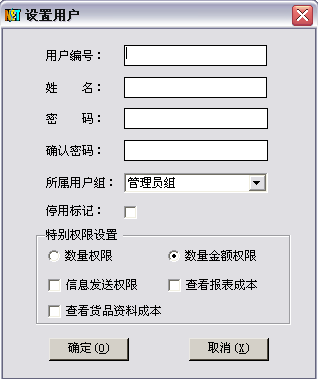 设置用户
用户编号：
姓　　名：
密　　码：
确认密码：
所属用户组： 管理员组
停用标记：
特别权限设置
数量权限 数量金额权限
信息发送权限 查看报表成本
查看货品资料成本
确定(O) 取消(X)